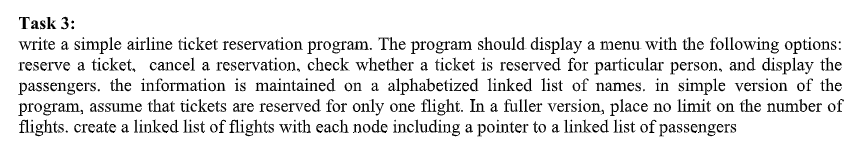 Task 3:
write a simple airline ticket reservation program. The program should display a menu with the following options:
reserve a ticket, cancel a reservation, check whether a ticket is reserved for particular person, and display the
passengers. the information is maintained on a alphabetized linked list of names. in simple version of the
program, assume that tickets are reserved for only one flight. In a fuller version, place no limit on the number of
flights. create a linked list of flights with each node including a pointer to a linked list of passengers